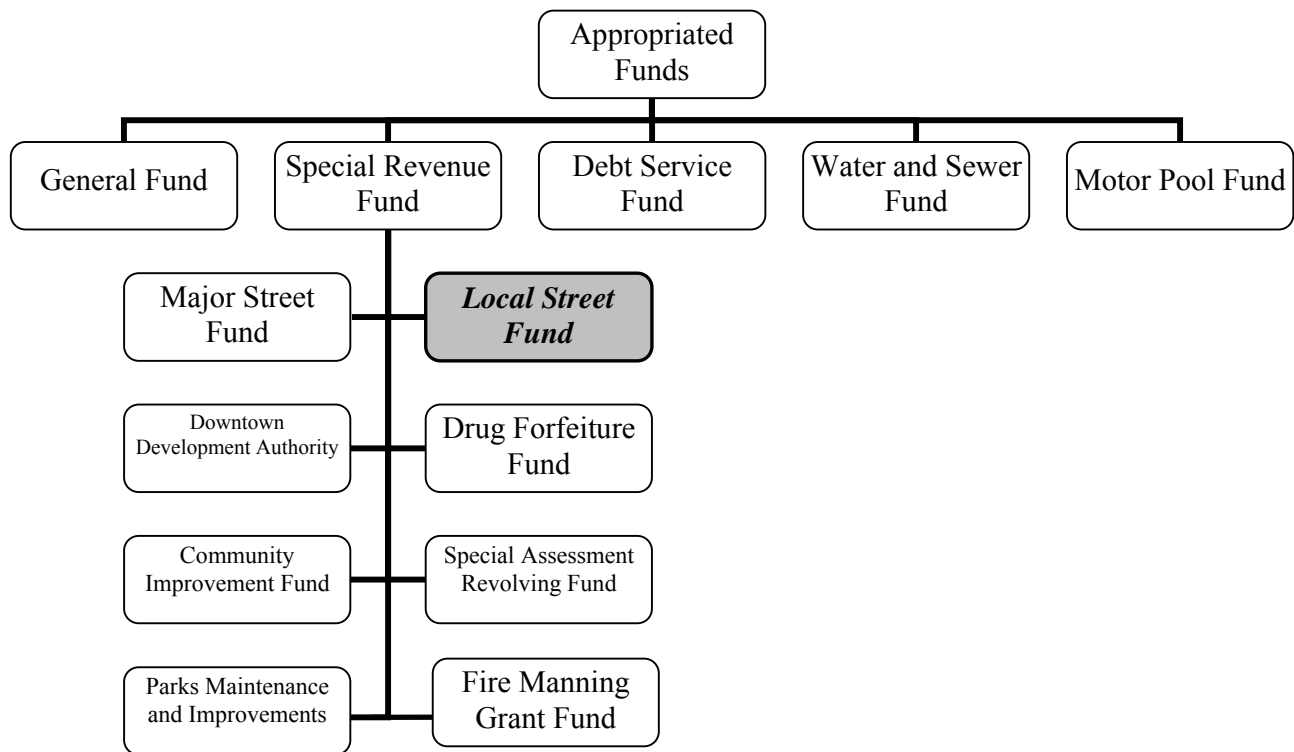 Appropriated
Funds
General Fund
Special Revenue
Fund
Debt Service
Fund
Water and Sewer
Fund
Motor Pool Fund
Major Street
Fund
Local Street
Fund
Downtown
Development Authority
Drug Forfeiture
Fund
Community
Improvement Fund
Special Assessment
Revolving Fund
Parks Maintenance
and Improvements
Fire Manning
Grant Fund